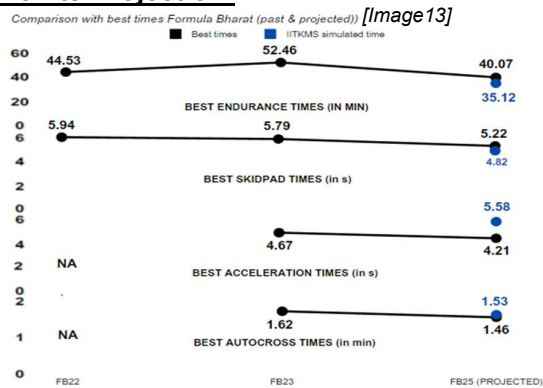 Comparison with best times Formula Bharat (past & projected)) [Image13]
Best times IITKMS simulated time
60
44.53 52.46 40.07
40
35.12
20
BEST ENDURANCE TIMES (IN MIN)
0
6
5.94 5.79 5.22
4
4.82
BEST SKIDPAD TIMES (in s)
2
0
6
5.58
4
4.67 4.21
2
NA
BEST ACCELERATION TIMES (in s)
0
2
1.53
1.62 1.46
1
NA
BEST AUTOCROSS TIMES (in min)
0
FB22 FB23 FB25 (PROJECTED)